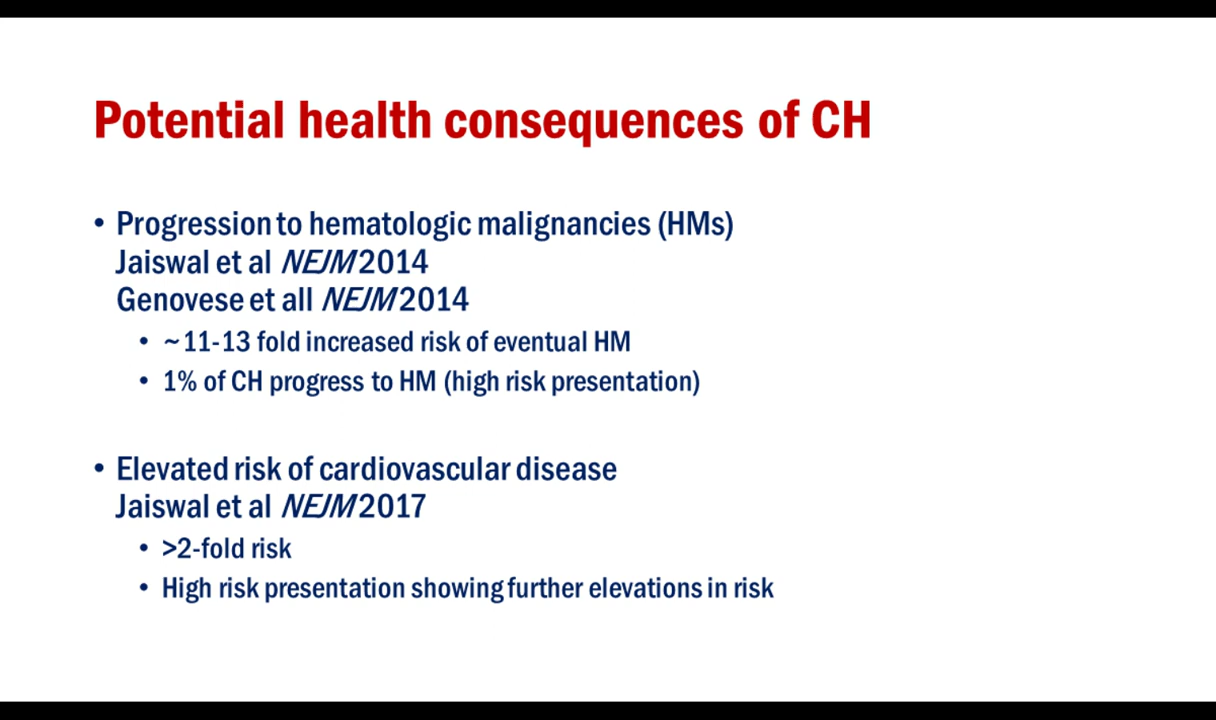 Potential health consequences of CH
• Progression to hematologic malignancies (HMs)
Jaiswal et al NEJM 2014
Genovese et all NEJM 2014
• ~11-13 fold increased risk of eventual HM
• 1% of CH progress to HM (high risk presentation)
• Elevated risk of cardiovascular disease
Jaiswal et al NEJM 2017
• >2-fold risk
• High risk presentation showing further elevations in risk